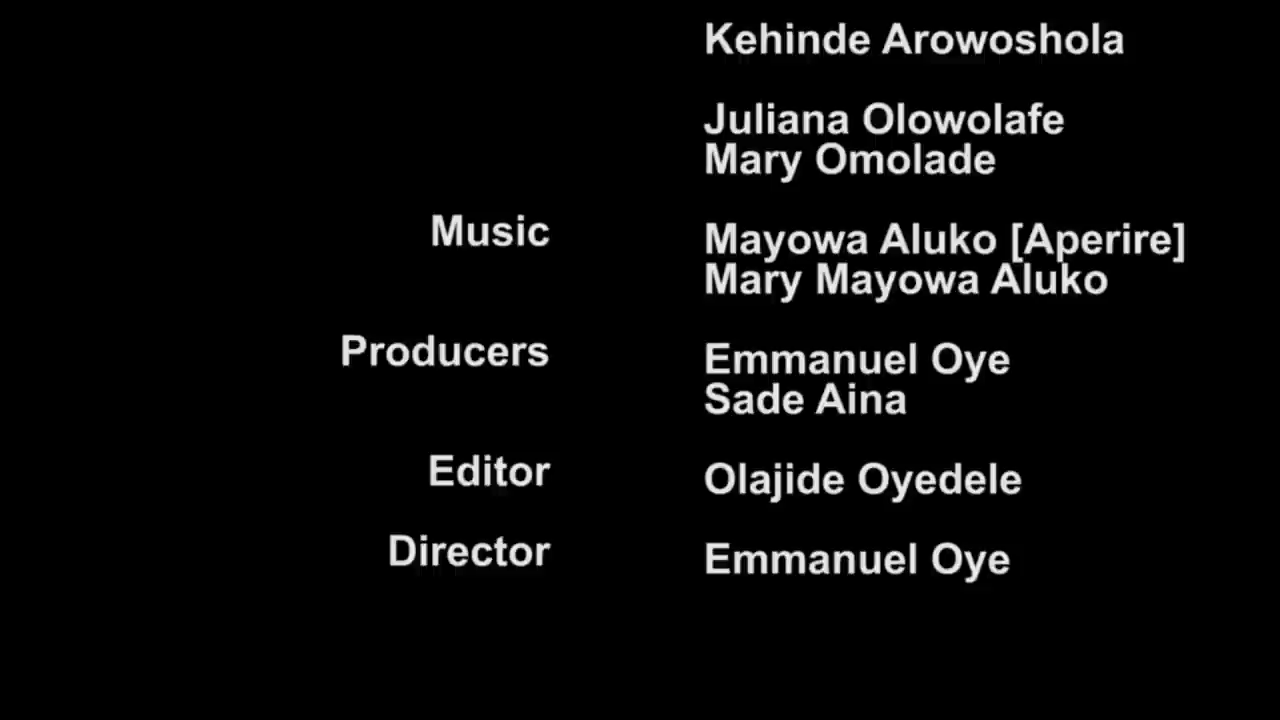 Kehinde Arowoshola
Juliana Olowolafe
Mary Omolade
Music Mayowa Aluko [Aperire]
Mary Mayowa Aluko
Producers Emmanuel Oye
Sade Aina
Editor Olajide Oyedele
Director Emmanuel Oye